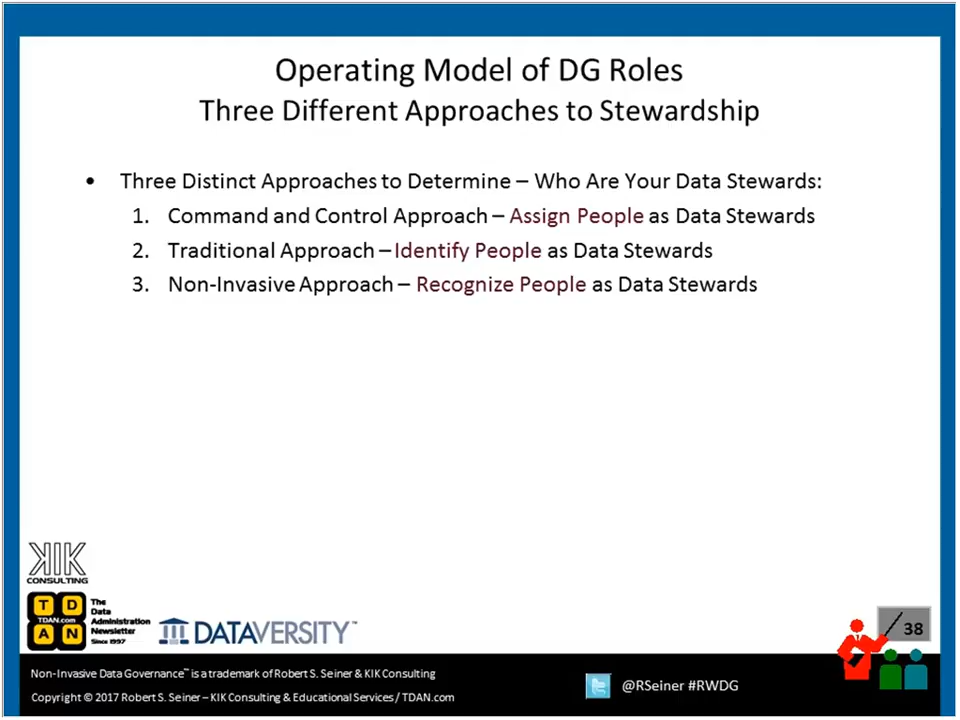 Operating Model of DG Roles
Three Different Approaches to Stewardship
• Three Distinct Approaches to Determine – Who Are Your Data Stewards:
1. Command and Control Approach – Assign People as Data Stewards
2. Traditional Approach – Identify People as Data Stewards
3. Non-Invasive Approach – Recognize People as Data Stewards
KIK
CONSULTING
T D
TDAN.com
A N
The
Data
Administration
Newsletter
Since 1997
DATAVERSITY™
38
Non-Invasive Data Governance™ is a trademark of Robert S. Seiner & KIK Consulting
Copyright © 2017 Robert S. Seiner – KIK Consulting & Educational Services / TDAN.com
@RSeiner #RWDG